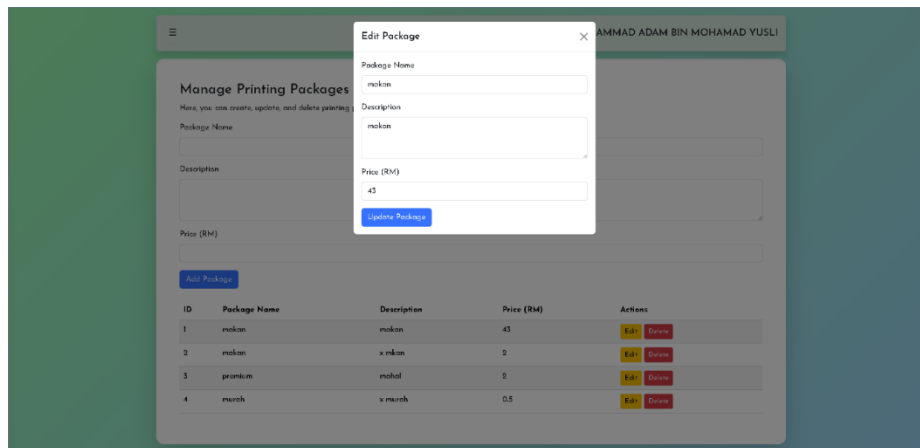 ☰
AMMAD ADAM BIN MOHAMAD YUSLI
Edit Package
Package Name
makan
Description
makan
Price (RM)
43
Update Package
Manage Printing Packages
Here, you can create, update, and delete printing
Package Name
Description
Price (RM)
Add Package
ID Package Name Description Price (RM) Actions
1 makan makan 43 Edit Delete
2 makan x mkan 2 Edit Delete
3 premium mahal 2 Edit Delete
4 murah x murah 0.5 Edit Delete